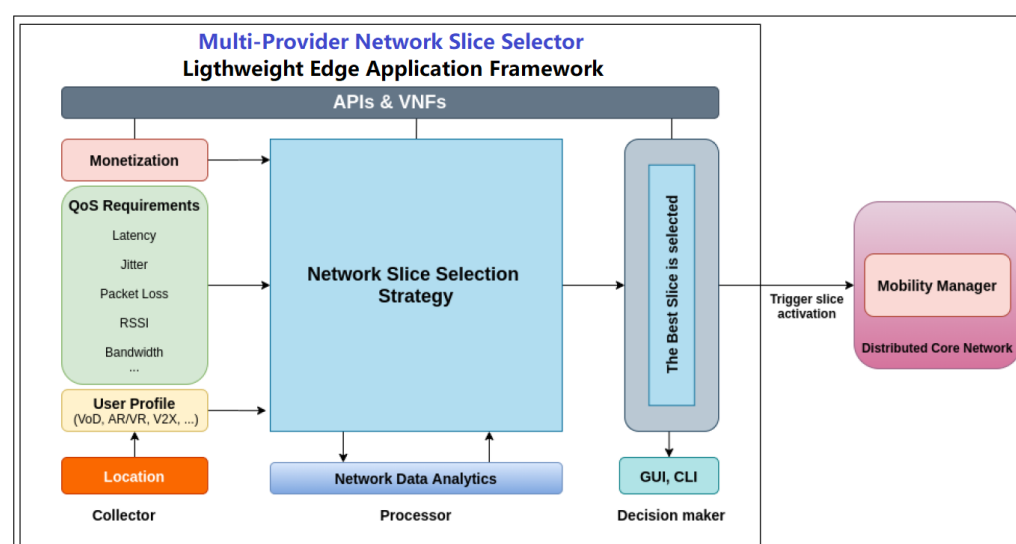 Multi-Provider Network Slice Selector
Ligthweight Edge Application Framework
APIs & VNFs
Monetization
QoS Requirements
Latency
Jitter
Packet Loss
RSSI
Bandwidth
...
User Profile
(VoD, AR/VR, V2X, ...)
Location
Collector
Network Slice Selection
Strategy
Network Data Analytics
Processor
The Best Slice is selected
GUI, CLI
Decision maker
Trigger slice
activation
Mobility Manager
Distributed Core Network